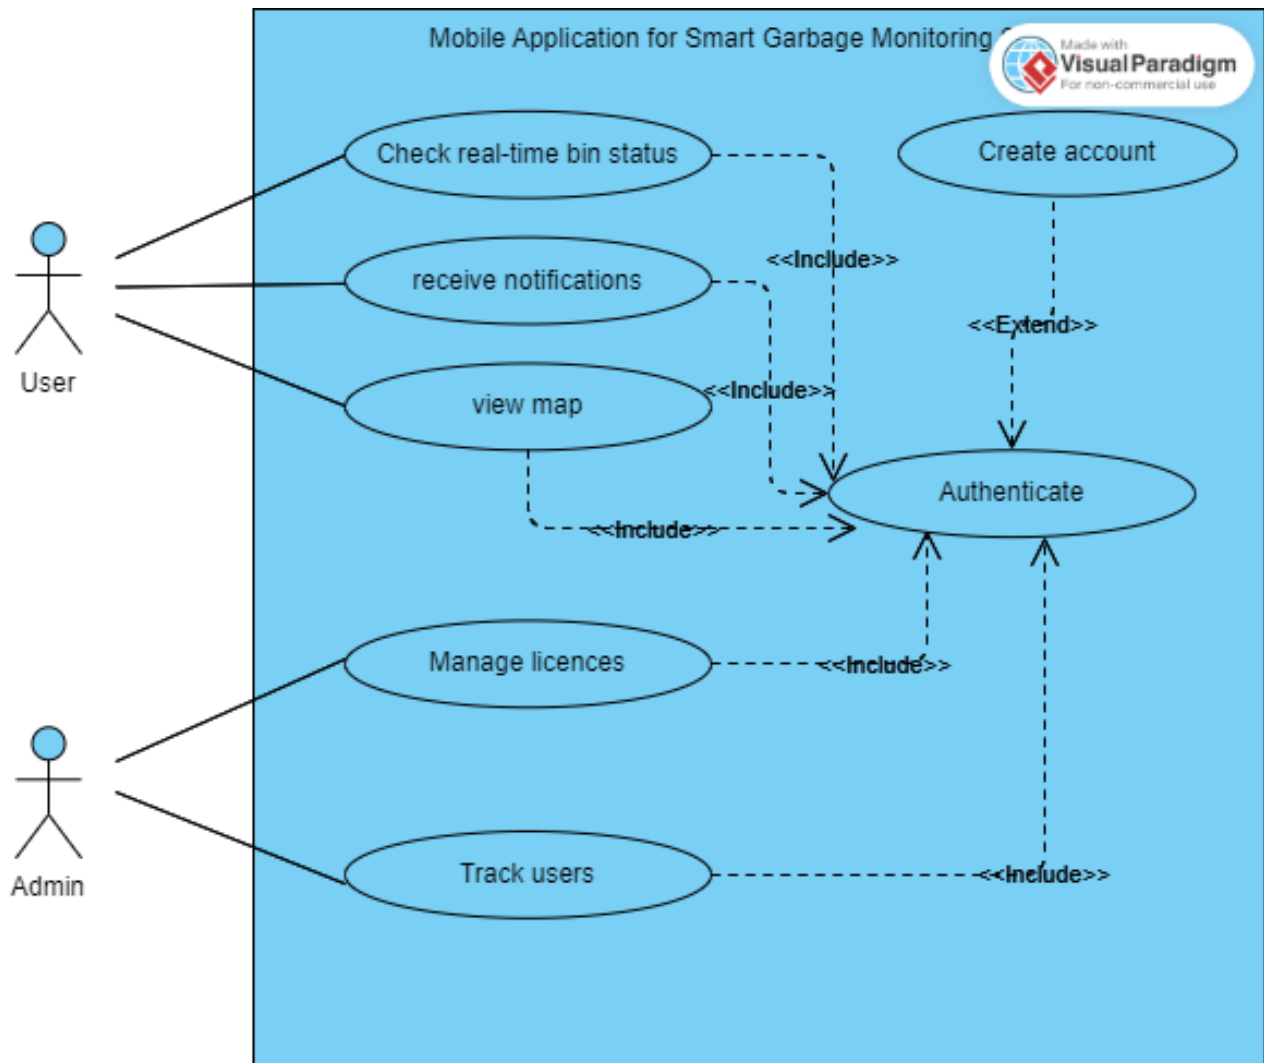 Mobile Application for Smart Garbage Monitoring
Made with
Visual Paradigm
For non-commercial use
Check real-time bin status
Create account
<<Include>>
receive notifications
<<Extend>>
User
view map
<<Include>>
Authenticate
<<Include>>
Manage licences
<<Include>>
Admin
Track users
<<Include>>